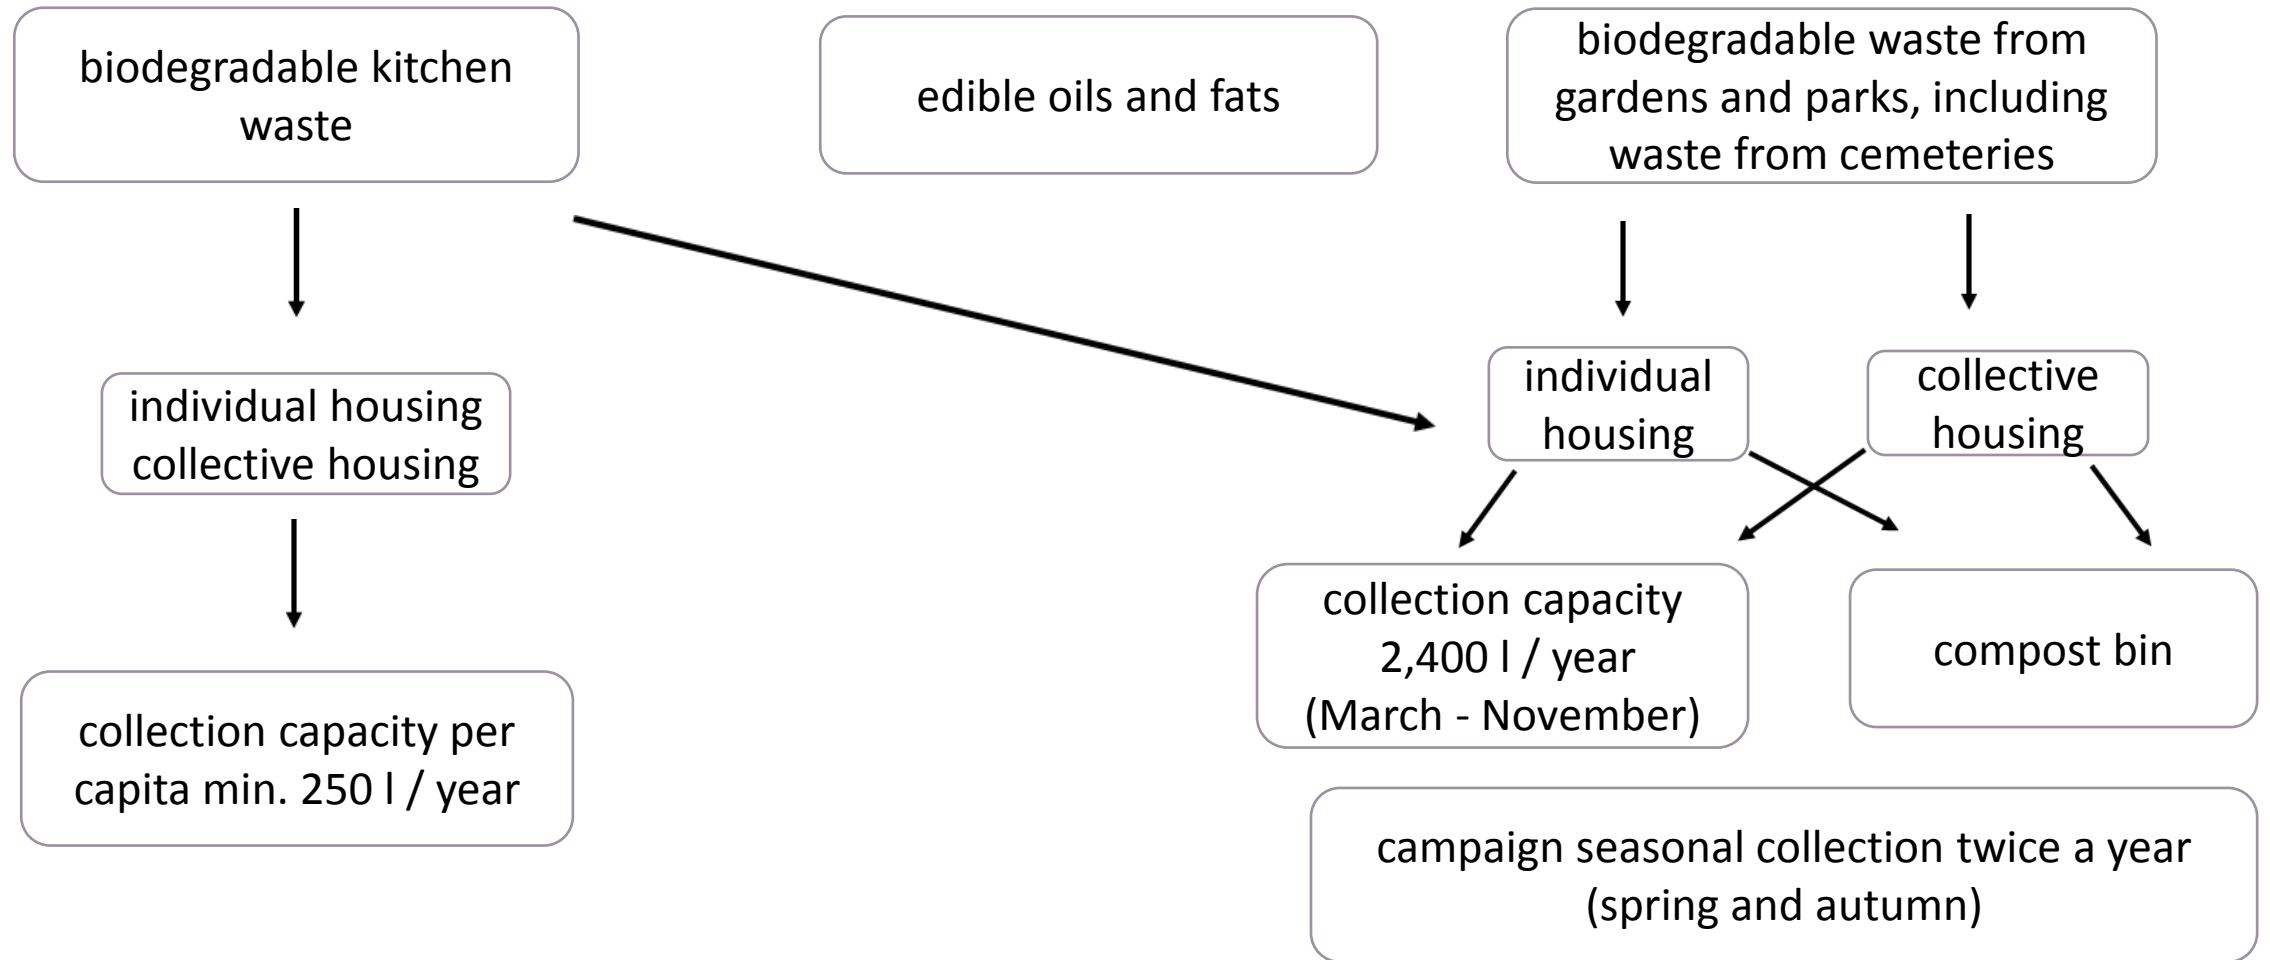 biodegradable kitchen
waste
edible oils and fats
biodegradable waste from
gardens and parks, including
waste from cemeteries
individual housing
collective housing
individual
housing
collective
housing
collection capacity per
capita min. 250 l / year
collection capacity
2,400 l / year
(March - November)
compost bin
campaign seasonal collection twice a year
(spring and autumn)